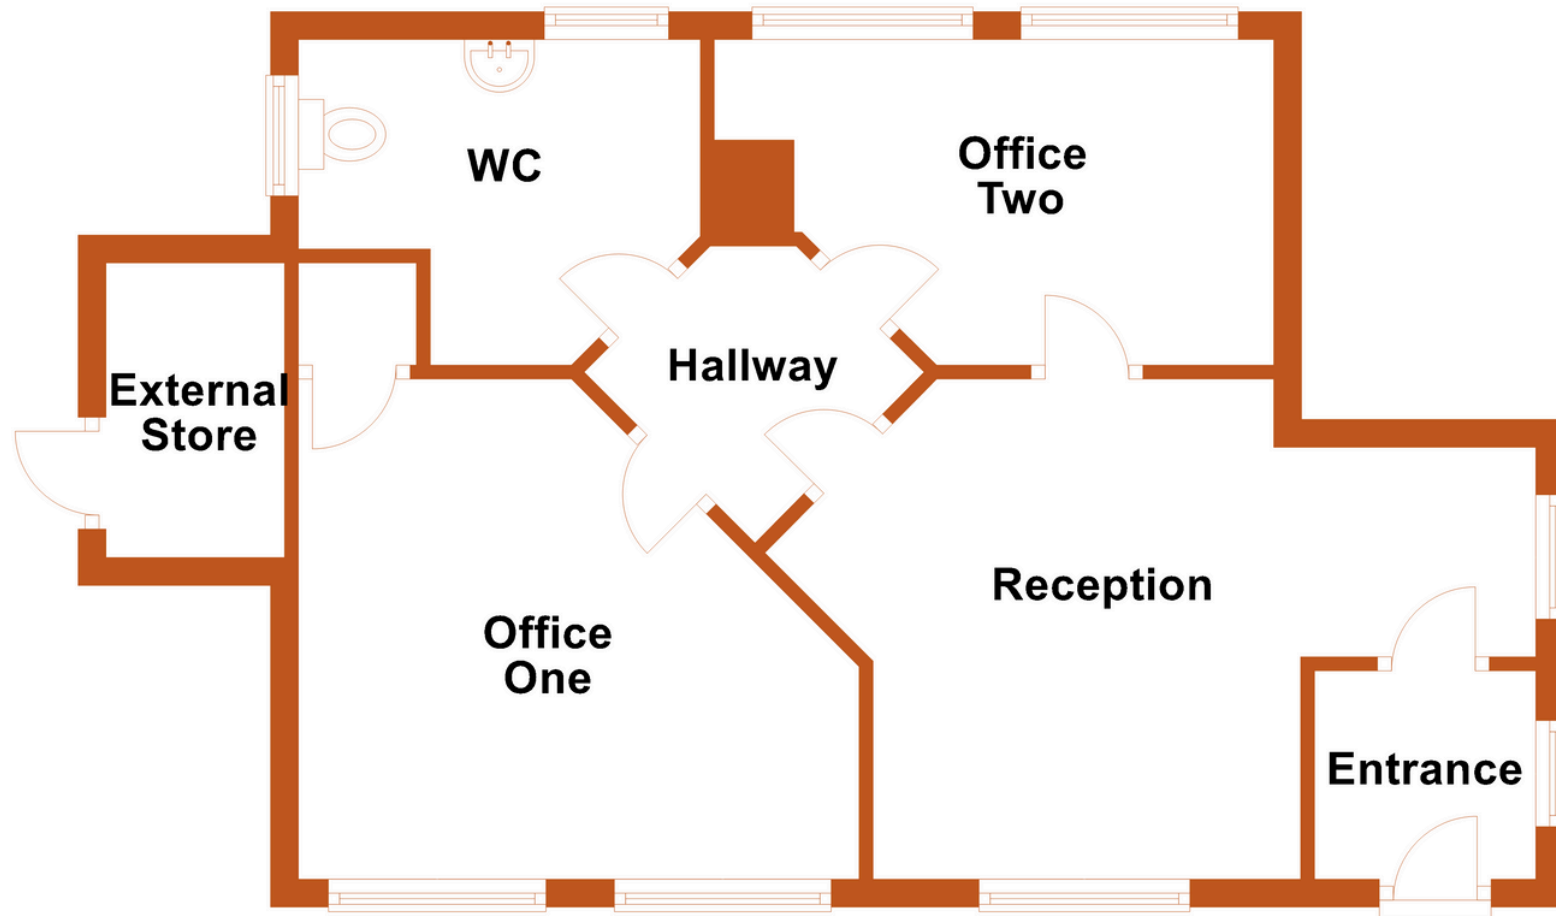 WC
Office
Two
Hallway
External
Store
Reception
Office
One
Entrance